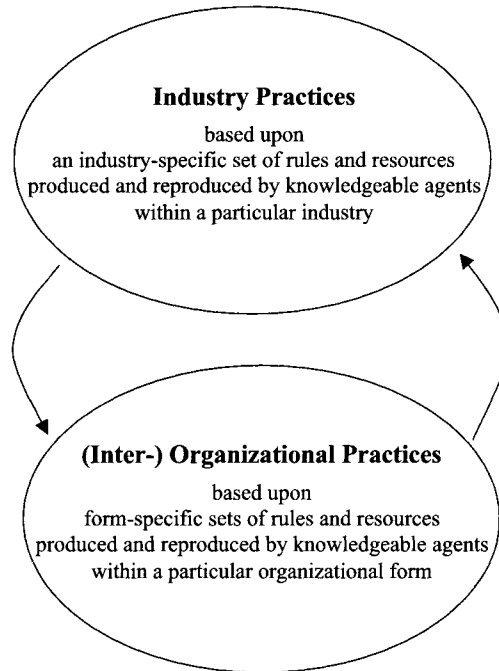 Industry Practices
based upon
an industry-specific set of rules and resources
produced and reproduced by knowledgeable agents
within a particular industry
(Inter-) Organizational Practices
based upon
form-specific sets of rules and resources
produced and reproduced by knowledgeable agents
within a particular organizational form